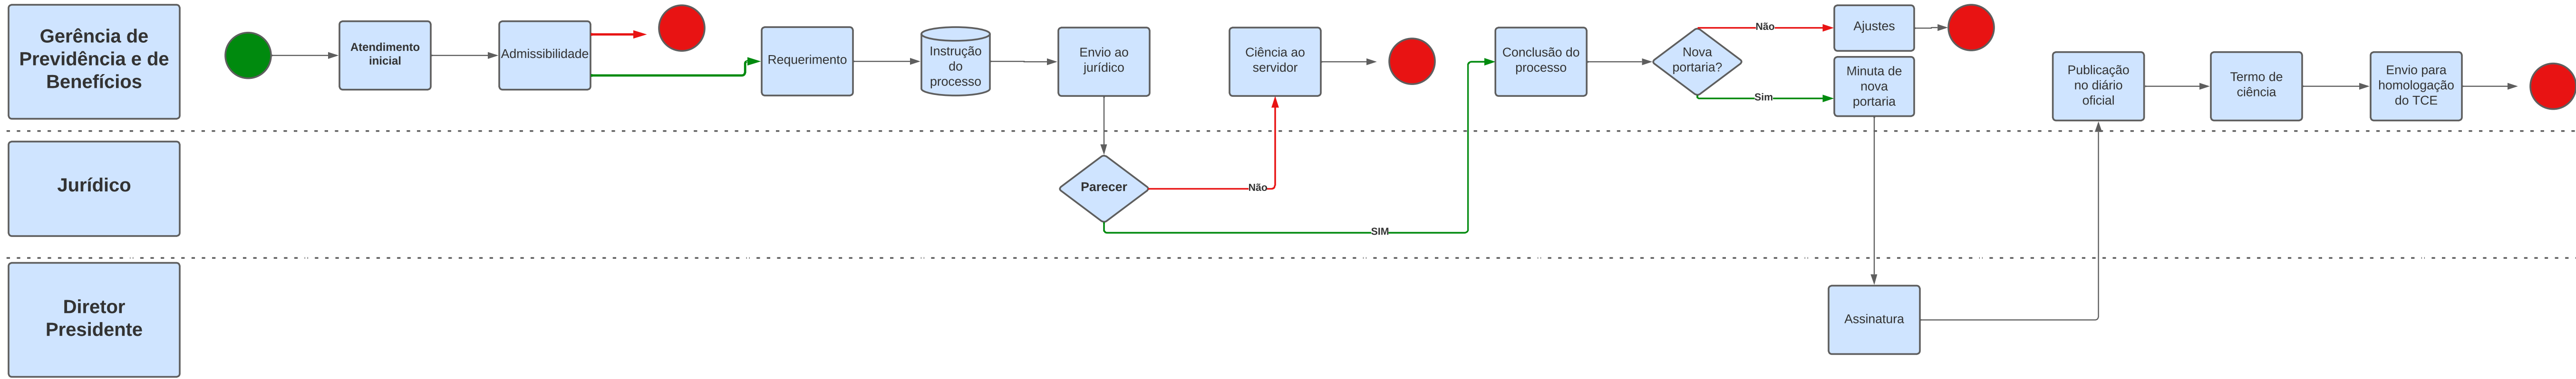 Gerência de
Previdência e de
Benefícios
Atendimento
inicial
Admissibilidade
Requerimento
Instrução
do
processo
Envio ao
jurídico
Ciência ao
servidor
Conclusão do
processo
Nova
portaria?
Não
Sim
Ajustes
Minuta de
nova
portaria
Publicação
no diário
oficial
Termo de
ciência
Envio para
homologação
do TCE
Jurídico
Parecer
Não
SIM
Diretor
Presidente
Assinatura